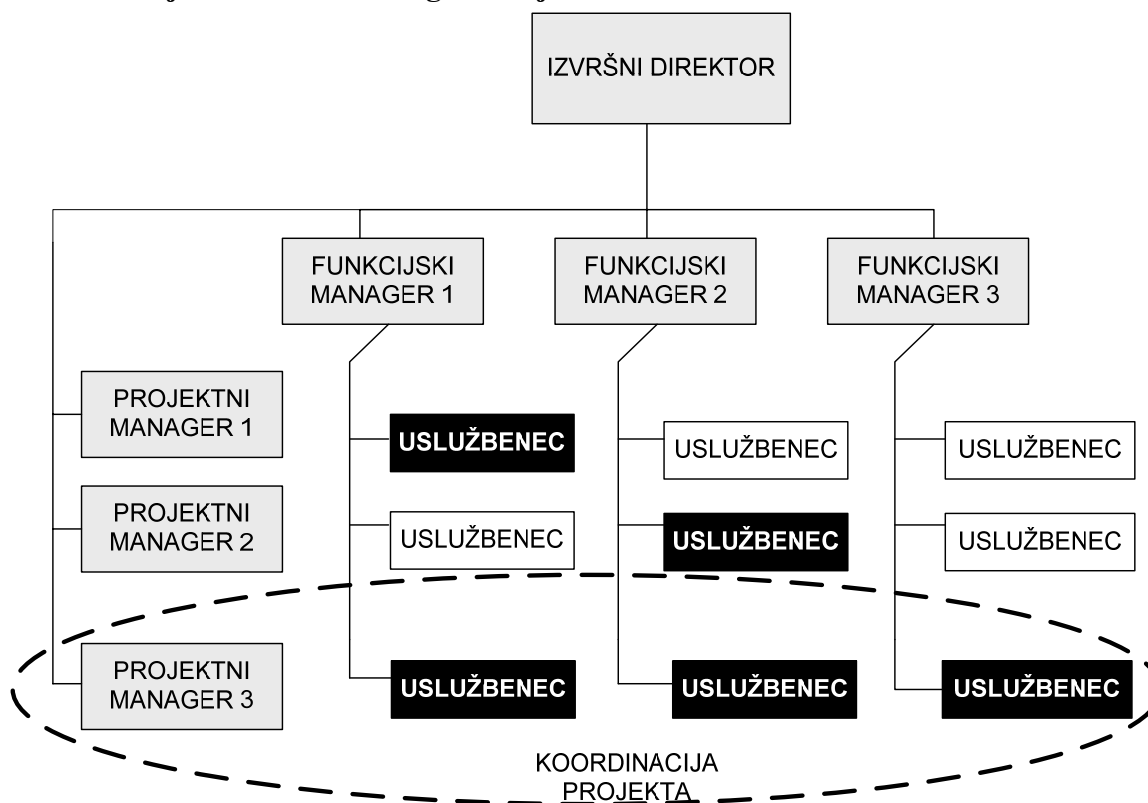 IZVRŠNI DIREKTOR
FUNKCIJSKI
MANAGER 1
FUNKCIJSKI
MANAGER 2
FUNKCIJSKI
MANAGER 3
PROJEKTNI
MANAGER 1
USLUŽBENEC
USLUŽBENEC
USLUŽBENEC
PROJEKTNI
MANAGER 2
USLUŽBENEC
USLUŽBENEC
USLUŽBENEC
PROJEKTNI
MANAGER 3
USLUŽBENEC
USLUŽBENEC
USLUŽBENEC
KOORDINACIJA
PROJEKTA